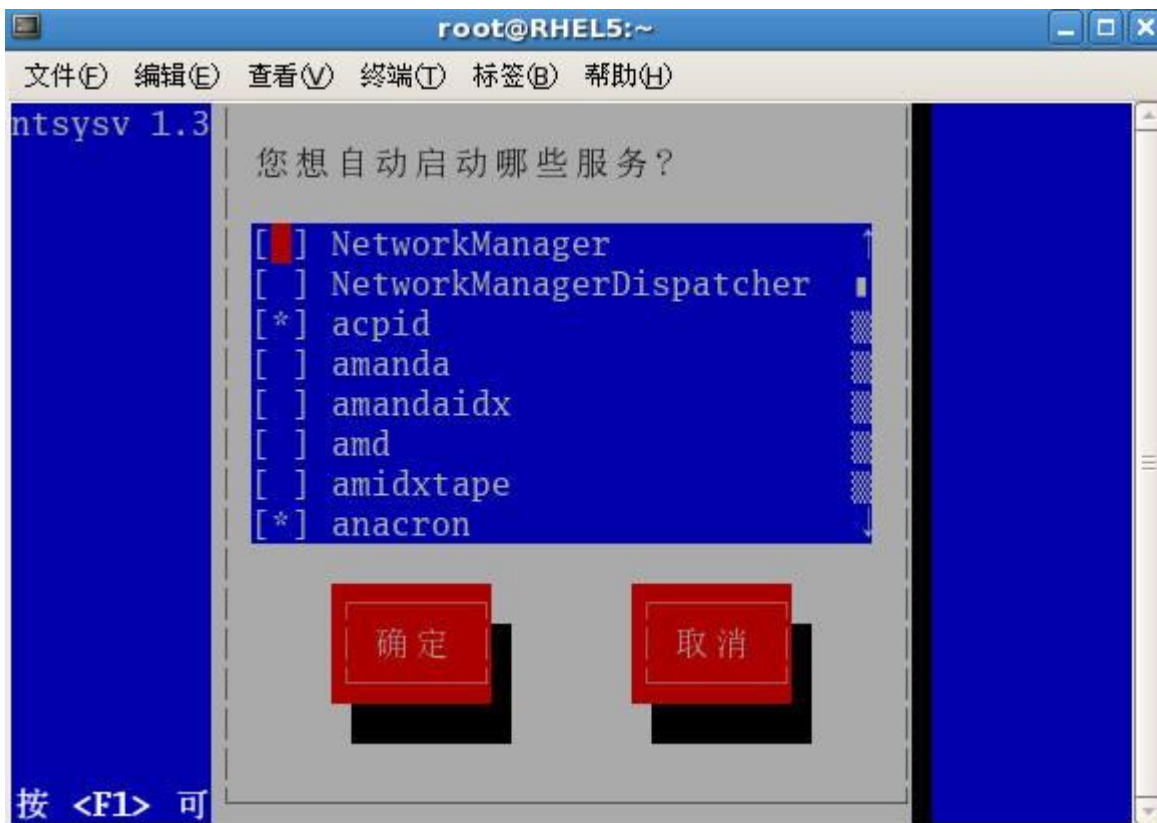 root@RHEL5:~
文件(F) 编辑(E) 查看(V) 终端(T) 标签(B) 帮助(H)
ntsysv 1.3
您想自动启动哪些服务?
[ ] NetworkManager
[ ] NetworkManagerDispatcher
[*] acpid
[ ] amanda
[ ] amandaidx
[ ] amd
[ ] amidxtape
[*] anacron
确定 取消
按 <F1> 可